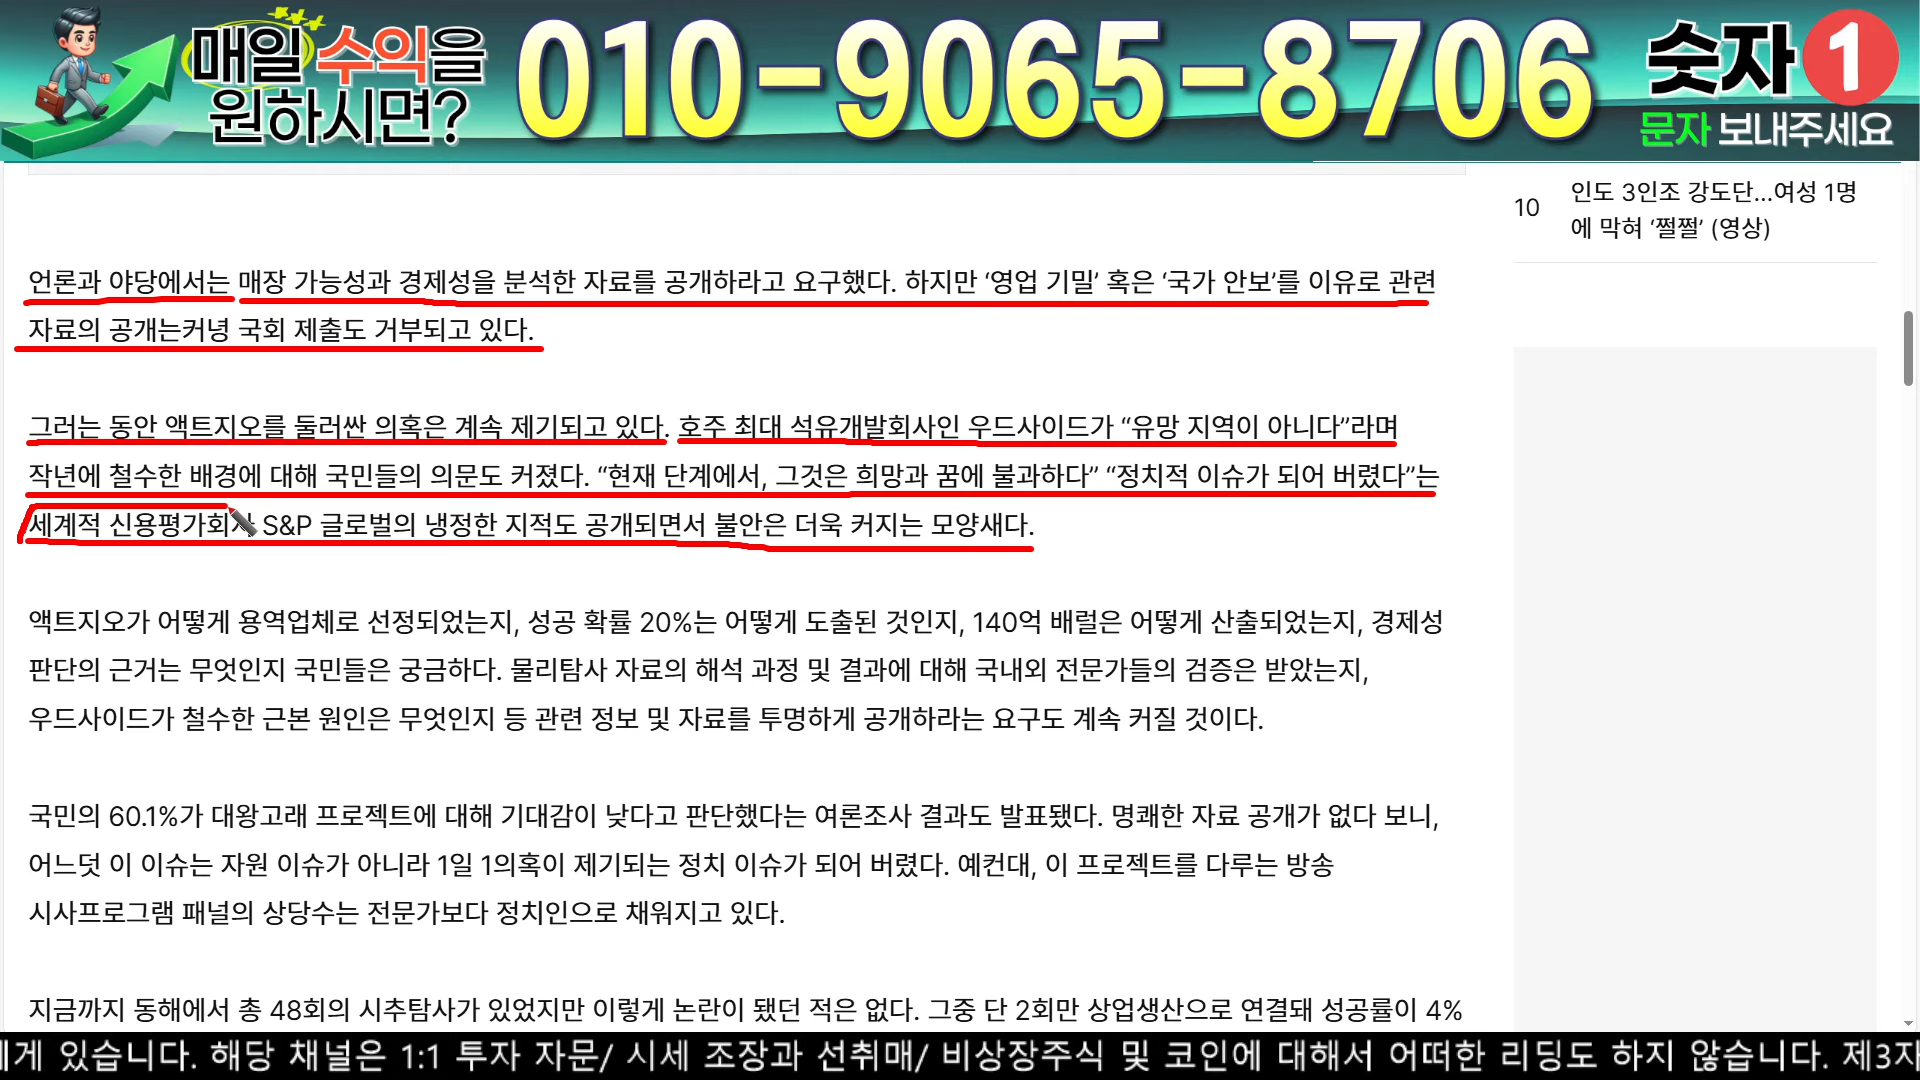 매일 수익을
원하시면?
010-9065-8706
숫자 1
문자 보내주세요
10
인도 3인조 강도단...여성 1명
에 막혀 ‘쩔쩔’ (영상)
언론과 야당에서는 매장 가능성과 경제성을 분석한 자료를 공개하라고 요구했다. 하지만 ‘영업 기밀’ 혹은 ‘국가 안보’를 이유로 관련
자료의 공개는커녕 국회 제출도 거부되고 있다.
그러는 동안 액트지오를 둘러싼 의혹은 계속 제기되고 있다. 호주 최대 석유개발회사인 우드사이드가 “유망 지역이 아니다”라며
작년에 철수한 배경에 대해 국민들의 의문도 커졌다. “현재 단계에서, 그것은 희망과 꿈에 불과하다” “정치적 이슈가 되어 버렸다”는
세계적 신용평가회사 S&P 글로벌의 냉정한 지적도 공개되면서 불안은 더욱 커지는 모양새다.
액트지오가 어떻게 용역업체로 선정되었는지, 성공 확률 20%는 어떻게 도출된 것인지, 140억 배럴은 어떻게 산출되었는지, 경제성
판단의 근거는 무엇인지 국민들은 궁금하다. 물리탐사 자료의 해석 과정 및 결과에 대해 국내외 전문가들의 검증은 받았는지,
우드사이드가 철수한 근본 원인은 무엇인지 등 관련 정보 및 자료를 투명하게 공개하라는 요구도 계속 커질 것이다.
국민의 60.1%가 대왕고래 프로젝트에 대해 기대감이 낮다고 판단했다는 여론조사 결과도 발표됐다. 명쾌한 자료 공개가 없다 보니,
어느덧 이 이슈는 자원 이슈가 아니라 1일 1의혹이 제기되는 정치 이슈가 되어 버렸다. 예컨대, 이 프로젝트를 다루는 방송
시사프로그램 패널의 상당수는 전문가보다 정치인으로 채워지고 있다.
지금까지 동해에서 총 48회의 시추탐사가 있었지만 이렇게 논란이 됐던 적은 없다. 그중 단 2회만 상업생산으로 연결돼 성공률이 4%
에게 있습니다. 해당 채널은 1:1 투자 자문/ 시세 조장과 선취매/ 비상장주식 및 코인에 대해서 어떠한 리딩도 하지 않습니다. 제3자